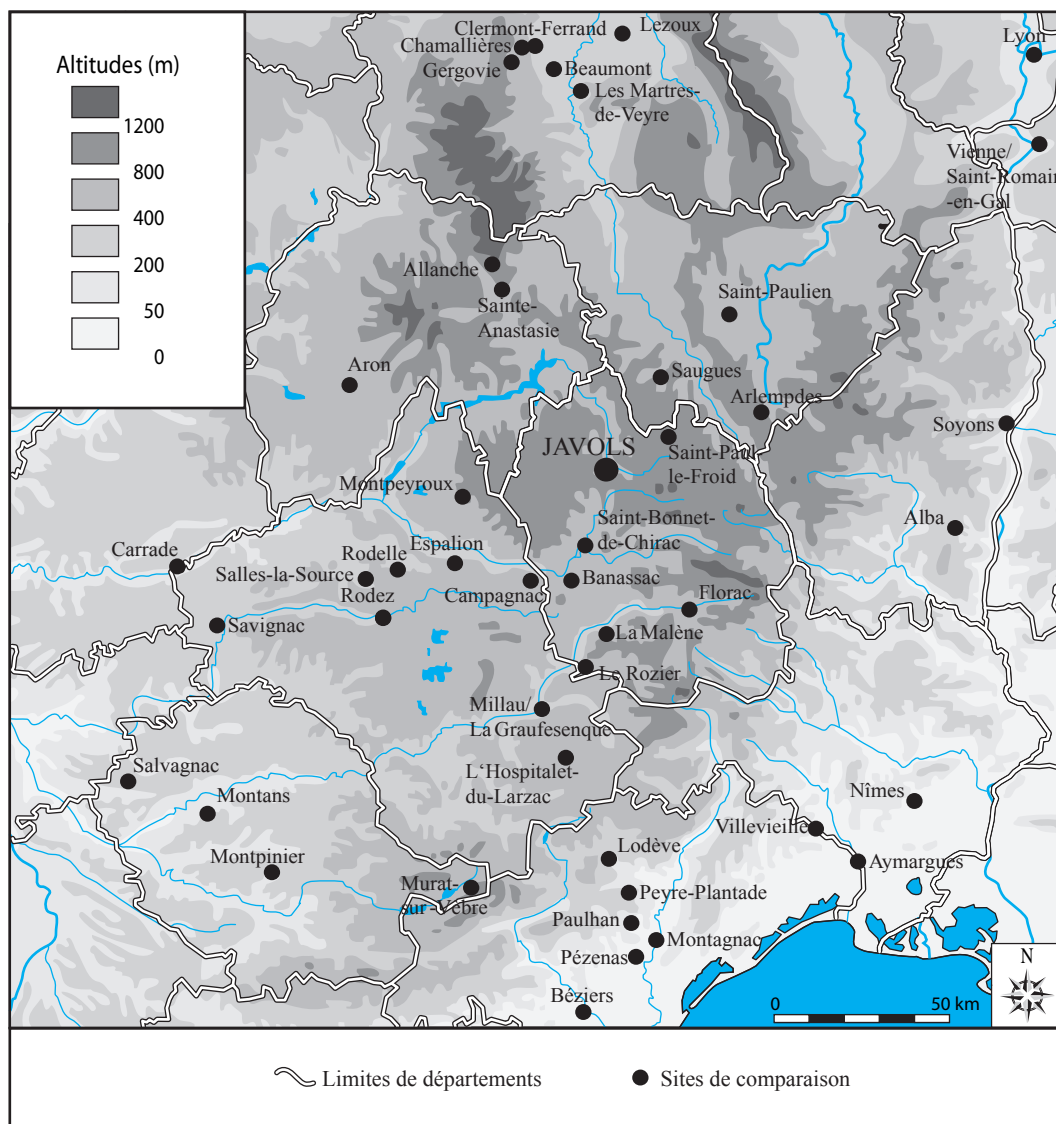 Altitudes (m)
1200
800
400
200
50
0
Clermont-Ferrand
Lezoux
Lyon
Chamallières
Gergovie
Beaumont
Les Martres-
de-Veyre
Vienne/
Saint-Romain
-en-Gal
Allanche
Sainte-
Anastasie
Saint-Paulien
Aron
Saugues
Arlempdes
Soyons
JAVOLS
Saint-Paul
le-Froid
Montpeyroux
Alba
Saint-Bonnet-
de-Chirac
Carrade
Rodelle
Espalion
Salles-la-Source
Rodez
Campagnac
Banassac
Florac
Savignac
La Malène
Le Rozier
Millau/
La Graufesenque
L'Hospitalet-
du-Larzac
Salvagnac
Montans
Nîmes
Villevieille
Montpinier
Lodève
Aymargues
Murat-
sur-Vèbre
Peyre-Plantade
Paulhan
Montagnac
Pézenas
Béziers
N
0 50 km
Limites de départements
Sites de comparaison